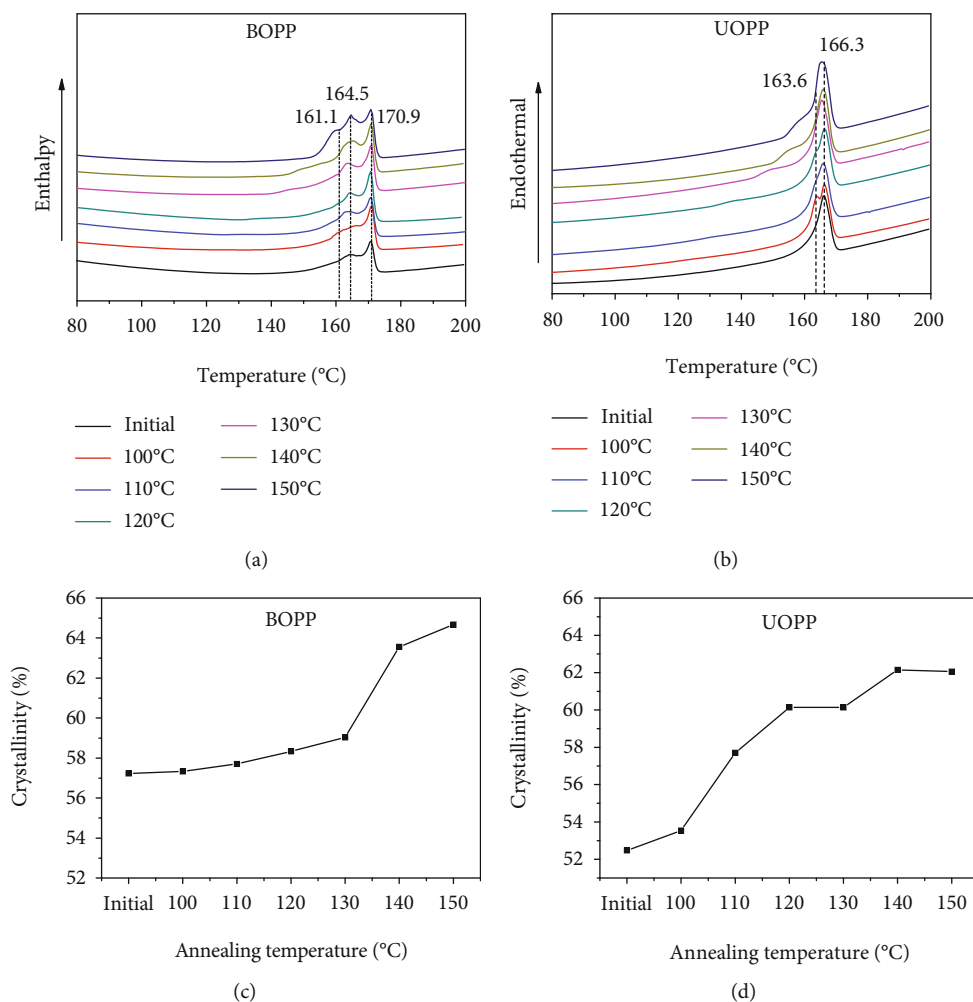 BOPP
164.5
161.1
170.9
Enthalpy
80 100 120 140 160 180 200
Temperature (°C)
Initial
100°C
110°C
120°C
130°C
140°C
150°C
(a)
UOPP
166.3
163.6
Endothermal
80 100 120 140 160 180 200
Temperature (°C)
Initial
100°C
110°C
120°C
130°C
140°C
150°C
(b)
BOPP
66
64
62
60
58
56
54
52
Crystallinity (%)
Initial 100 110 120 130 140 150
Annealing temperature (°C)
(c)
UOPP
66
64
62
60
58
56
54
52
Crystallinity (%)
Initial 100 110 120 130 140 150
Annealing temperature (°C)
(d)